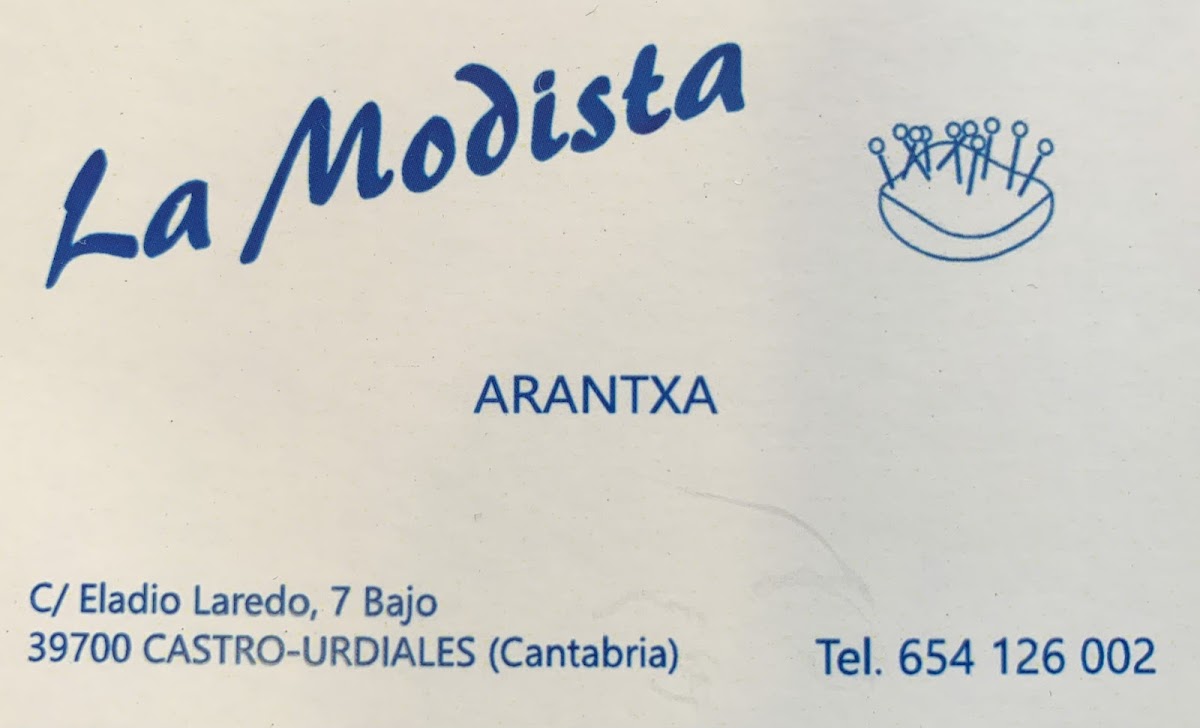 La Modista
ARANTXA
C/ Eladio Laredo, 7 Bajo
39700 CASTRO-URDIALES (Cantabria)
Tel. 654 126 002